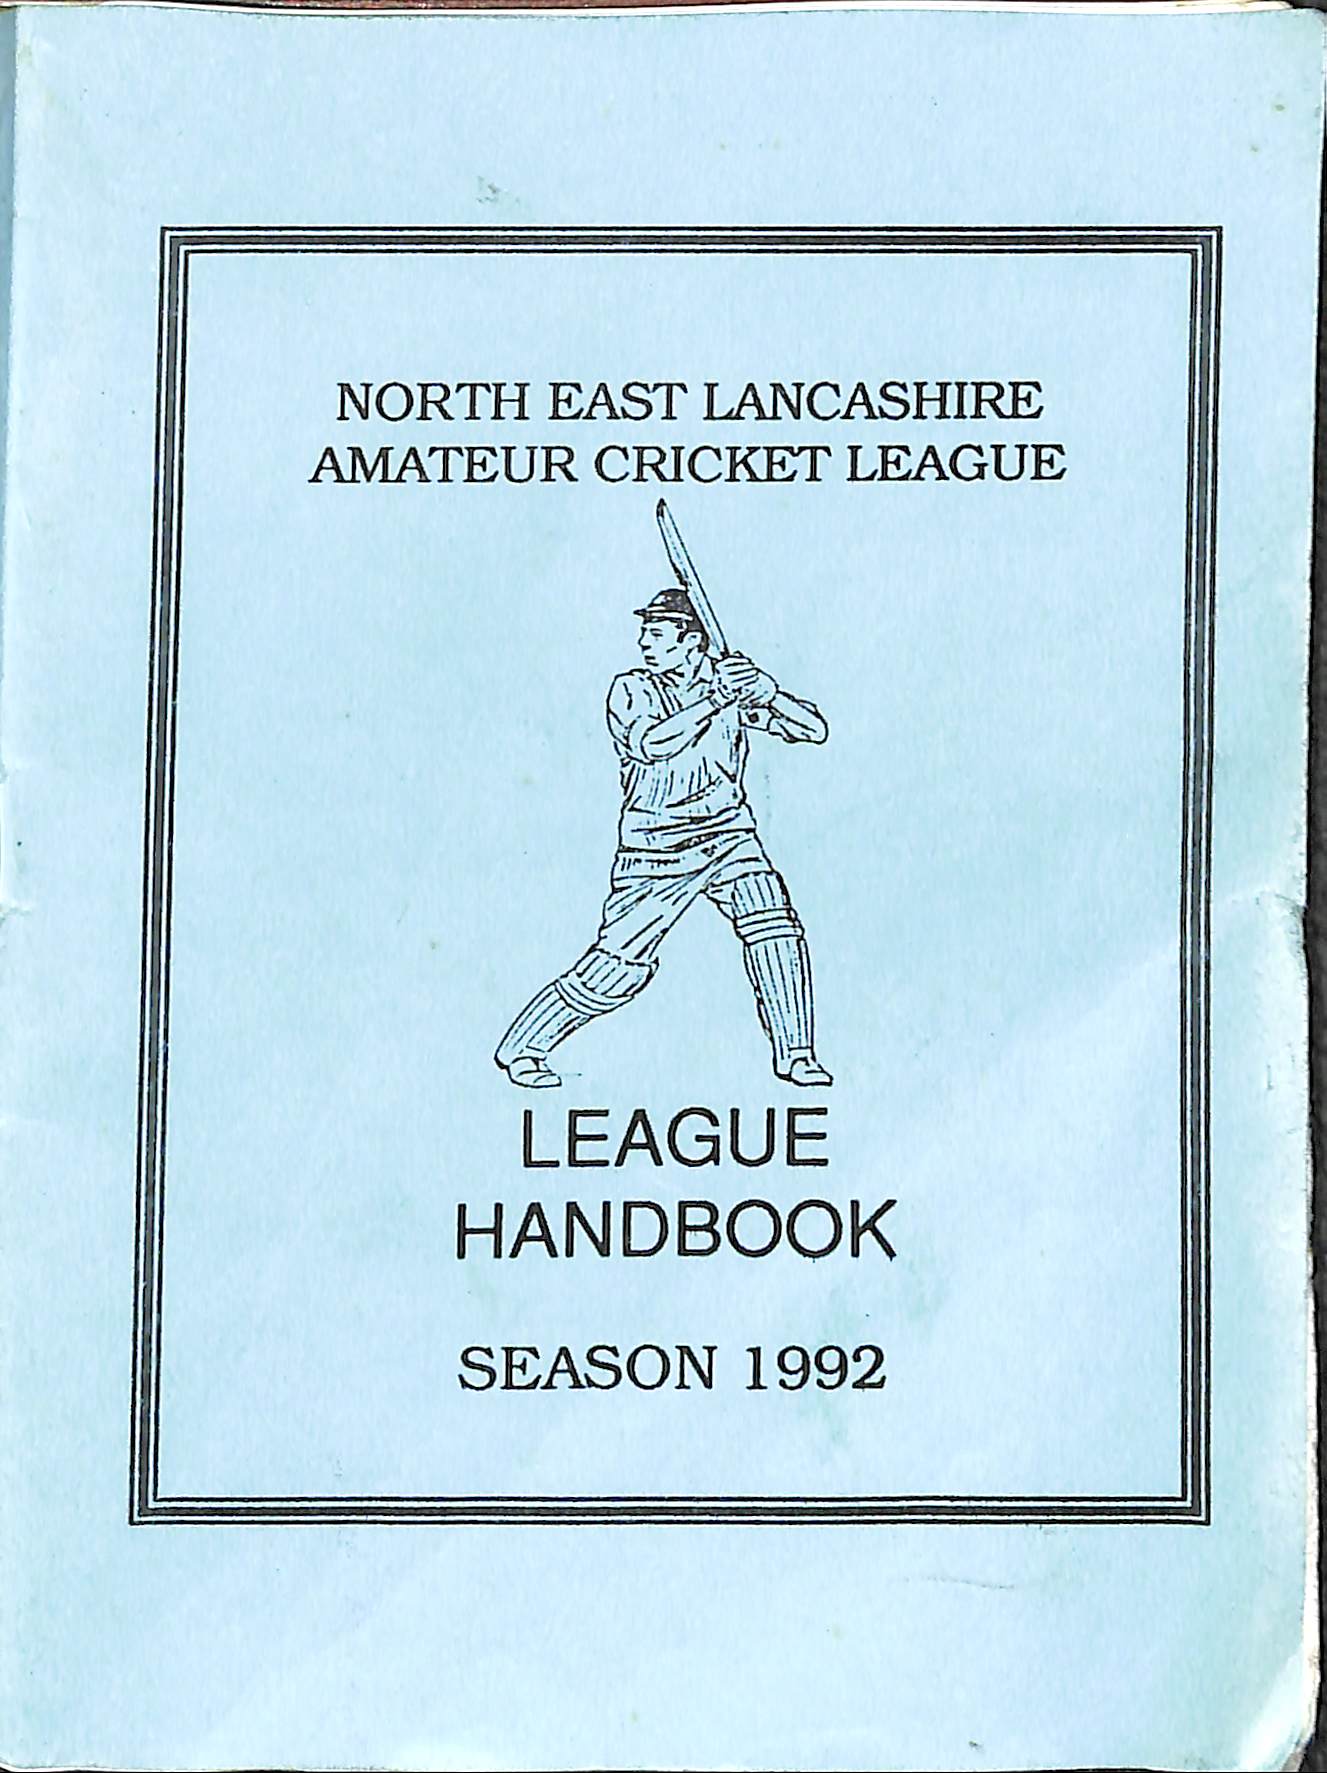 NORTH EAST LANCASHIRE
AMATEUR CRICKET LEAGUE
LEAGUE
HANDBOOK
SEASON 1992